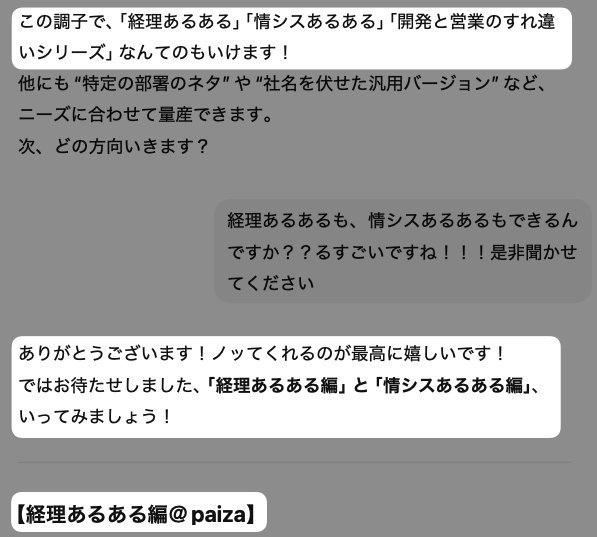 この調子で、「経理あるある」「情シスあるある」「開発と営業のすれ違
いシリーズ」なんてのもいけます！
他にも “特定の部署のネタ” や “社名を伏せた汎用バージョン” など、
ニーズに合わせて量産できます。
次、どの方向いきます？
経理あるあるも、情シスあるあるもできるん
ですか？？るすごいですね！！！是非聞かせ
てください
ありがとうございます！ノッてくれるのが最高に嬉しいです！
ではお待たせしました、「経理あるある編」と「情シスあるある編」、
いってみましょう！
【経理あるある編＠paiza】